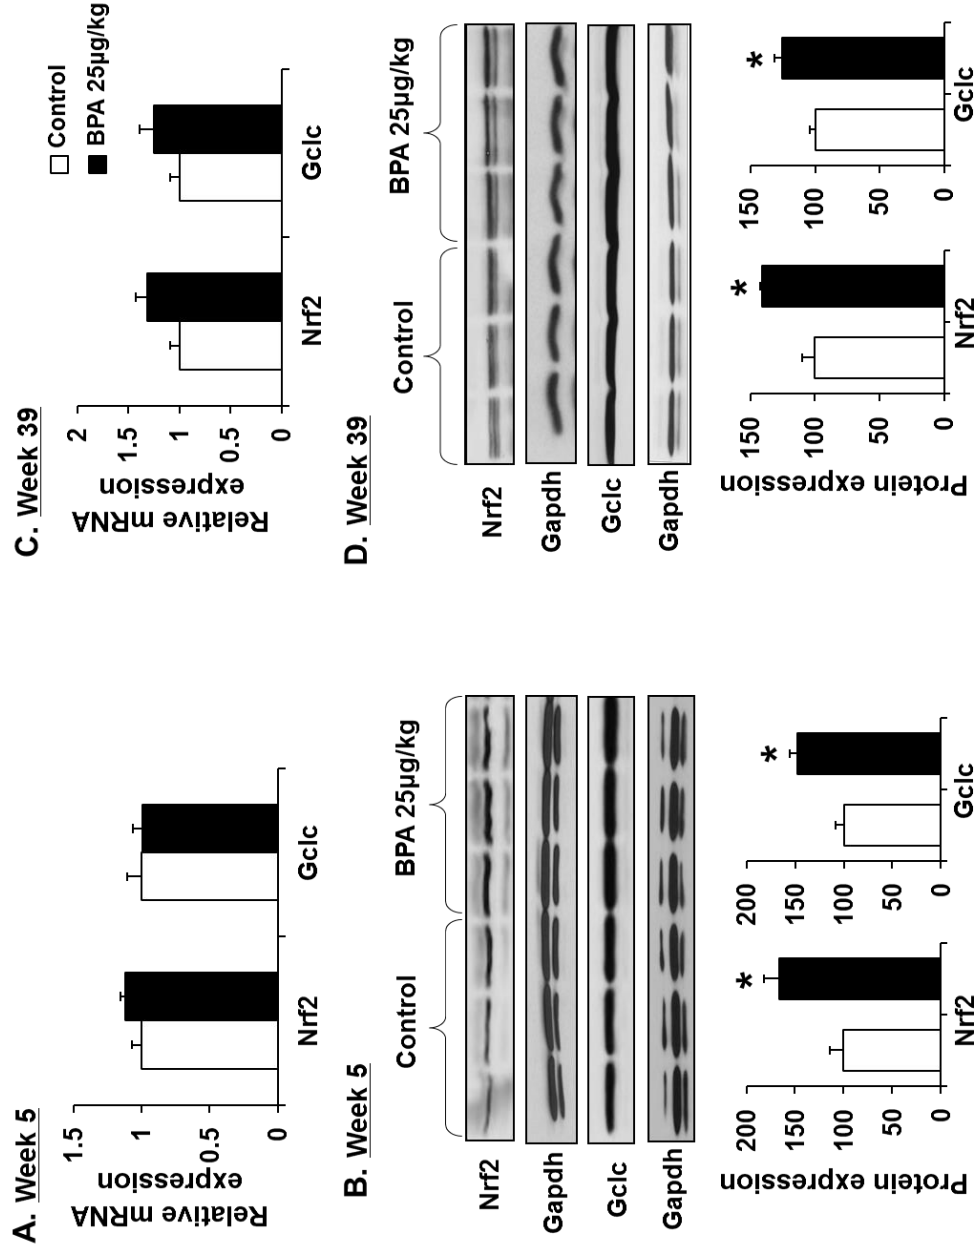 A. Week 5
Relative mRNA
expression
1.5
1
0.5
0
Nrf2
Gclc
B. Week 5
Control
BPA 25µg/kg
Nrf2
Gapdh
Gclc
Gapdh
Protein expression
200
150
100
50
0
*
Nrf2
200
150
100
50
0
*
Gclc
C. Week 39
Control
BPA 25µg/kg
Relative mRNA
expression
2
1.5
1
0.5
0
Nrf2
Gclc
D. Week 39
Control
BPA 25µg/kg
Nrf2
Gapdh
Gclc
Gapdh
Protein expression
150
100
50
0
*
Nrf2
150
100
50
0
*
Gclc